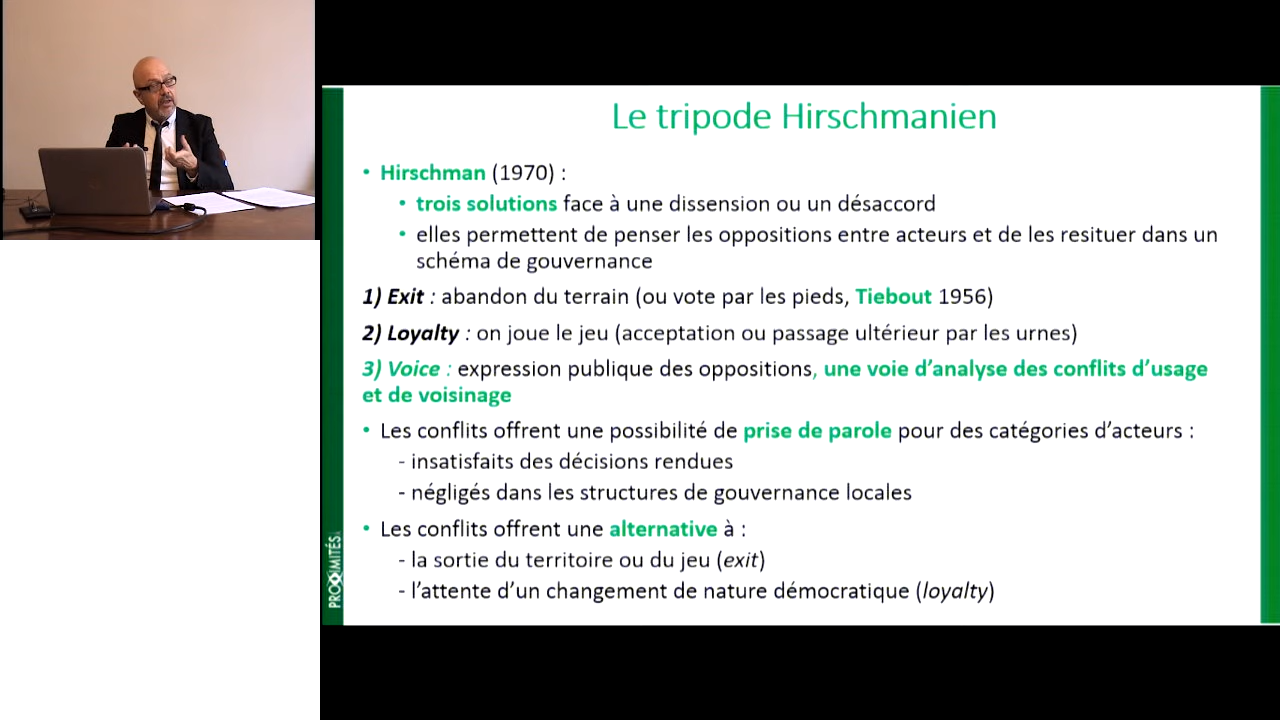 Le tripode Hirschmanien
• Hirschman (1970) :
• trois solutions face à une dissension ou un désaccord
• elles permettent de penser les oppositions entre acteurs et de les resituer dans un
schéma de gouvernance
1) Exit : abandon du terrain (ou vote par les pieds, Tiebout 1956)
2) Loyalty : on joue le jeu (acceptation ou passage ultérieur par les urnes)
3) Voice : expression publique des oppositions, une voie d’analyse des conflits d’usage
et de voisinage
• Les conflits offrent une possibilité de prise de parole pour des catégories d’acteurs :
- insatisfaits des décisions rendues
- négligés dans les structures de gouvernance locales
• Les conflits offrent une alternative à :
- la sortie du territoire ou du jeu (exit)
- l’attente d’un changement de nature démocratique (loyalty)
PROXIMITÉS